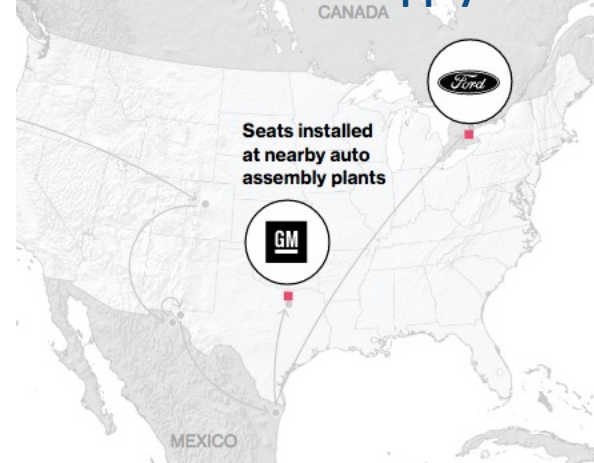 CANADA
Ford
Seats installed
at nearby auto
assembly plants
GM
MEXICO